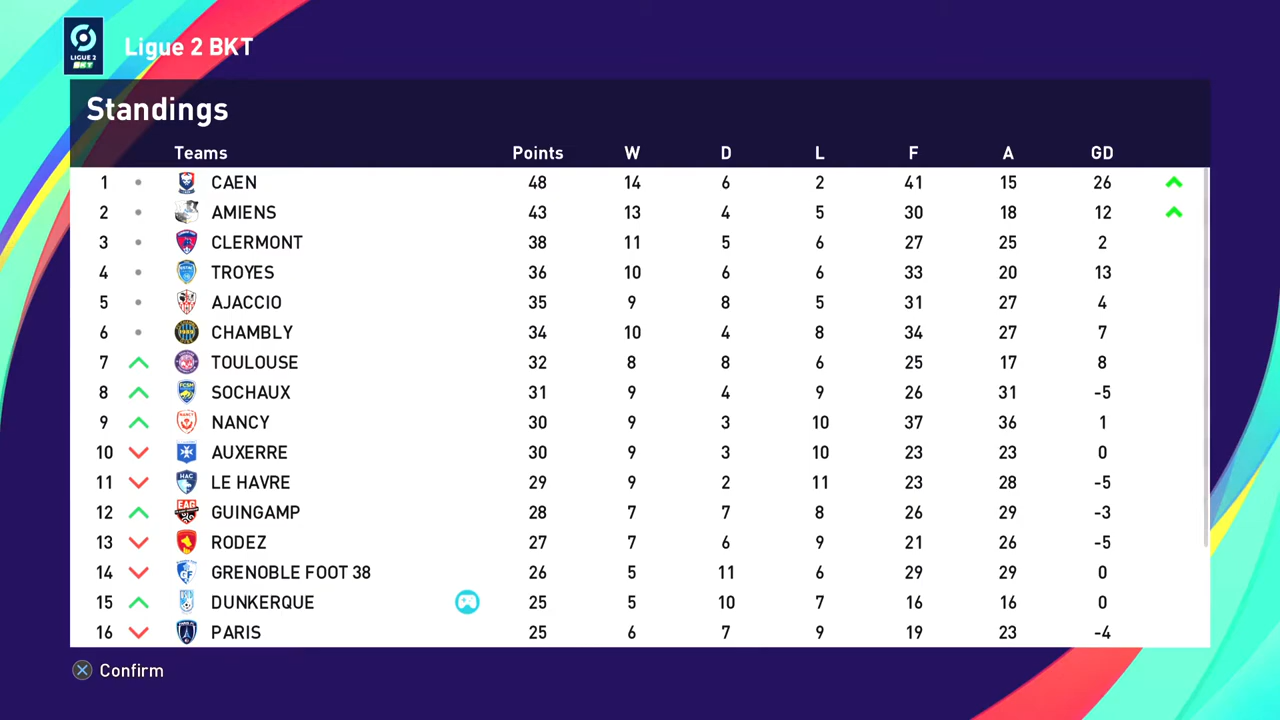 LIGUE 2
BKT
Ligue 2 BKT
Standings
Teams Points W D L F A GD
1 CAEN 48 14 6 2 41 15 26
2 AMIENS 43 13 4 5 30 18 12
3 CLERMONT 38 11 5 6 27 25 2
4 TROYES 36 10 6 6 33 20 13
5 AJACCIO 35 9 8 5 31 27 4
6 CHAMBLY 34 10 4 8 34 27 7
7 TOULOUSE 32 8 8 6 25 17 8
8 SOCHAUX 31 9 4 9 26 31 -5
9 NANCY 30 9 3 10 37 36 1
10 AUXERRE 30 9 3 10 23 23 0
11 LE HAVRE 29 9 2 11 23 28 -5
12 GUINGAMP 28 7 7 8 26 29 -3
13 RODEZ 27 7 6 9 21 26 -5
14 GRENOBLE FOOT 38 26 5 11 6 29 29 0
15 DUNKERQUE 25 5 10 7 16 16 0
16 PARIS 25 6 7 9 19 23 -4
Confirm